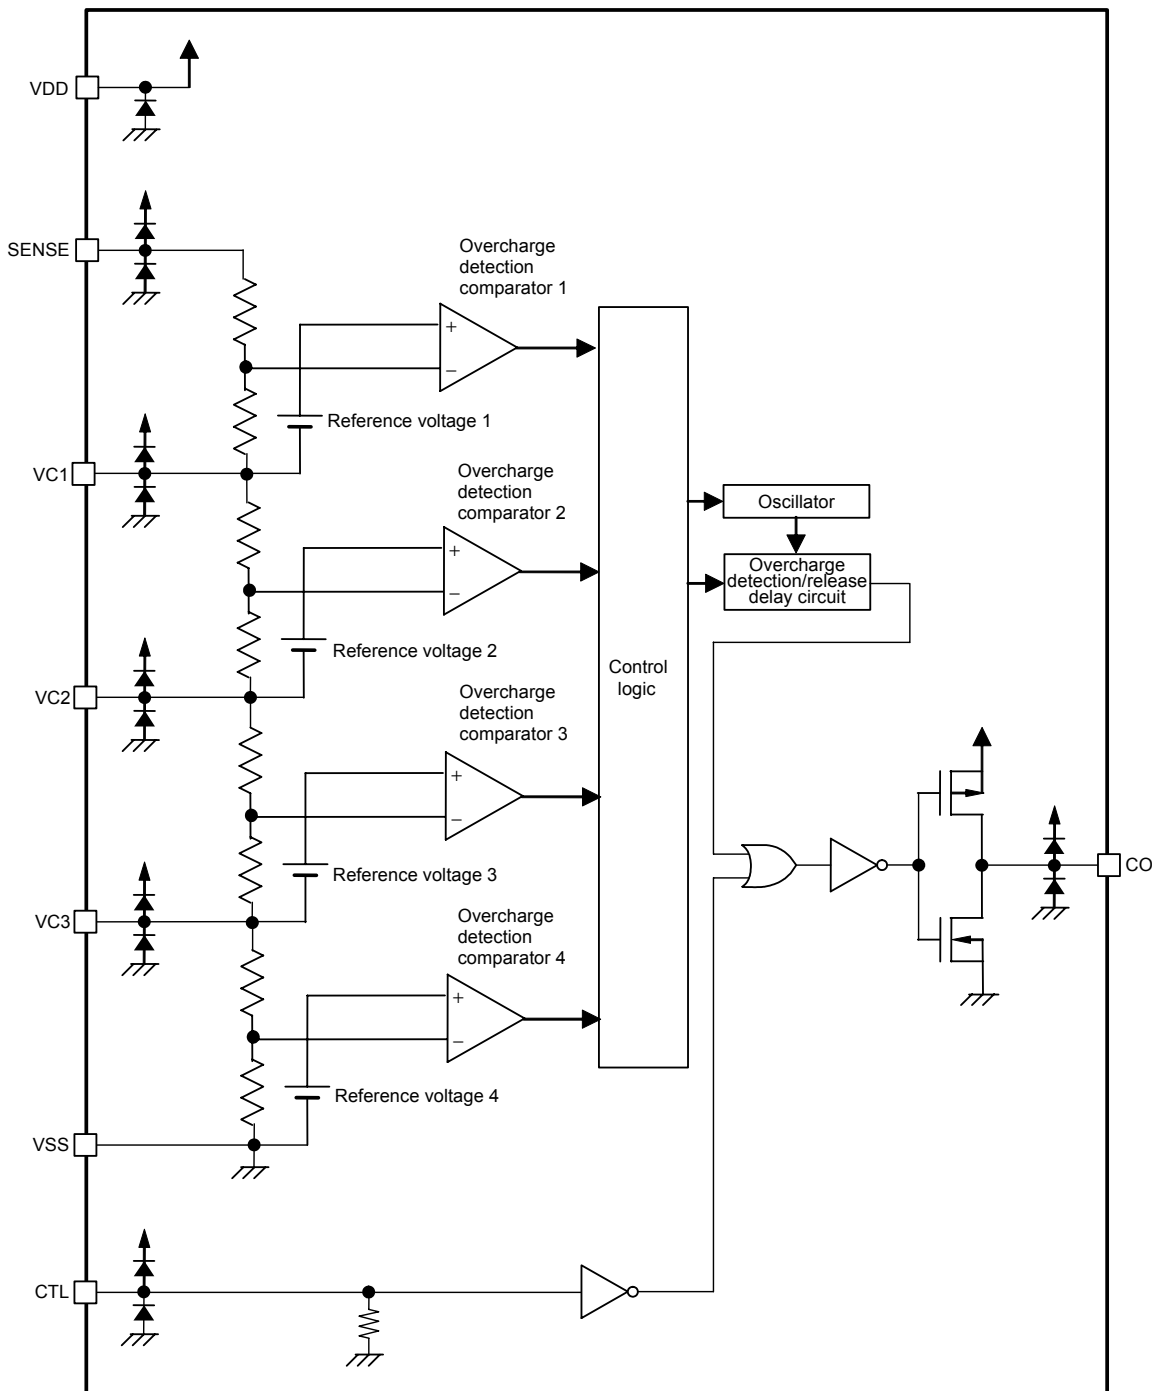 VDD
SENSE
Overcharge
detection
comparator 1
+
−
Reference voltage 1
VC1
Overcharge
detection
comparator 2
+
−
Oscillator
Overcharge
detection/release
delay circuit
Reference voltage 2
Control
logic
VC2
Overcharge
detection
comparator 3
+
−
Reference voltage 3
CO
VC3
Overcharge
detection
comparator 4
+
−
Reference voltage 4
VSS
CTL